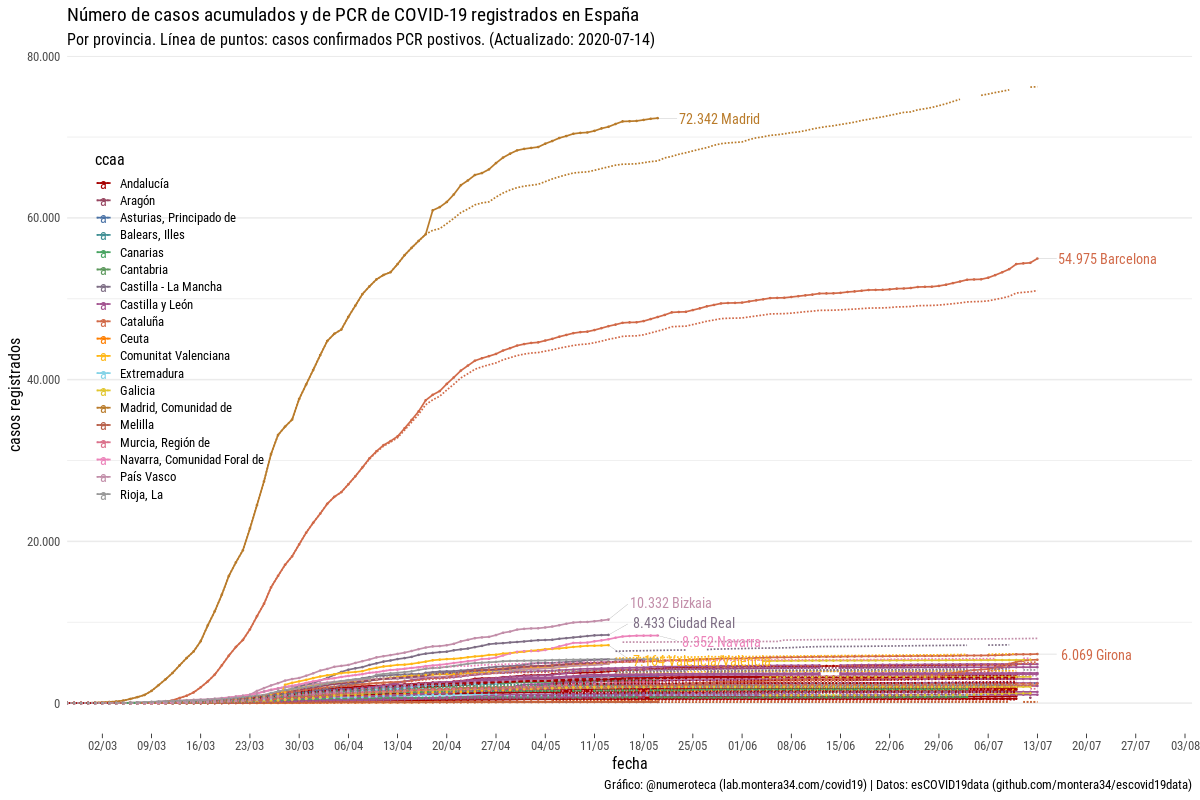 Número de casos acumulados y de PCR de COVID-19 registrados en España
Por provincia. Línea de puntos: casos confirmados PCR postivos. (Actualizado: 2020-07-14)
80.000
60.000
40.000
20.000
0
casos registrados
ccaa
Andalucía
Aragón
Asturias, Principado de
Balears, Illes
Canarias
Cantabria
Castilla - La Mancha
Castilla y León
Cataluña
Ceuta
Comunitat Valenciana
Extremadura
Galicia
Madrid, Comunidad de
Melilla
Murcia, Región de
Navarra, Comunidad Foral de
País Vasco
Rioja, La
72.342 Madrid
54.975 Barcelona
10.332 Bizkaia
8.433 Ciudad Real
8.352 Navarra
6.069 Girona
02/03 09/03 16/03 23/03 30/03 06/04 13/04 20/04 27/04 04/05 11/05 18/05 25/05 01/06 08/06 15/06 22/06 29/06 06/07 13/07 20/07 27/07 03/08
fecha
Gráfico: @numeroteca (lab.montera34.com/covid19) | Datos: esCOVID19data (github.com/montera34/escovid19data)